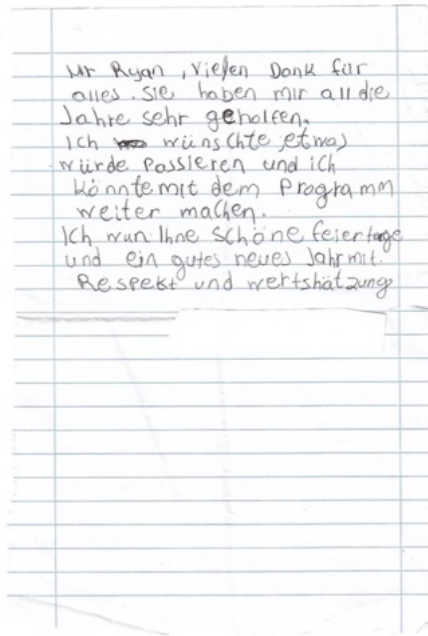 Mr Ryan, vielen Dank für
alles. Sie haben mir all die
Jahre sehr geholfen.
Ich wünschte, etwas
würde passieren und ich
könnte mit dem Programm
weiter machen.
Ich wun Ihne schöne feiertage
und ein gutes neues Jahr mit
Respekt und wertshätzung